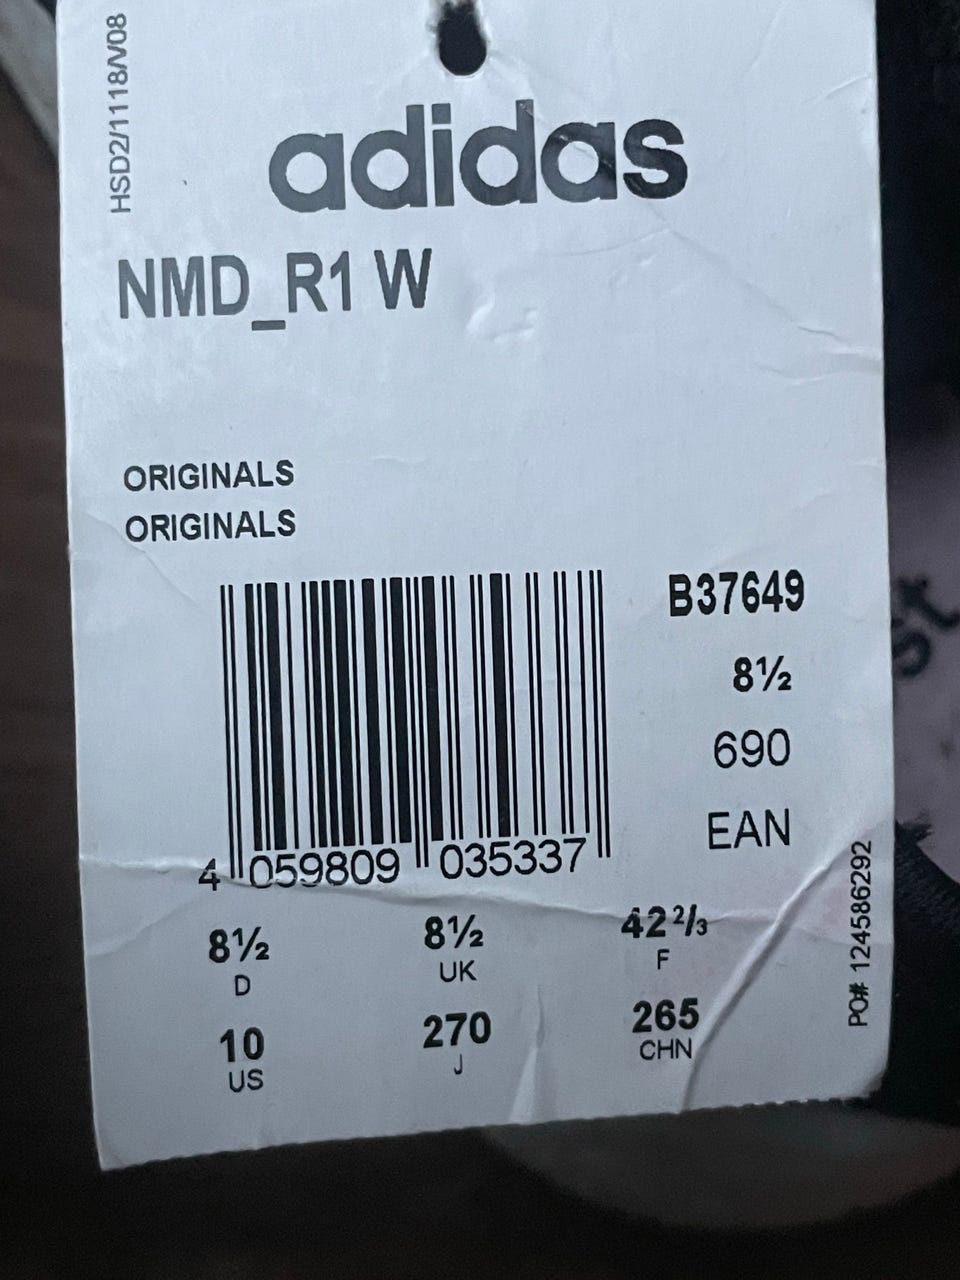 HSD2/1118/V08
adidas
NMD_R1 W
ORIGINALS
ORIGINALS
B37649
8½
690
EAN
4 059809 035337
8½ 8½ 42⅔
D UK F
10 270 265
US J CHN
PO# 124586292
st